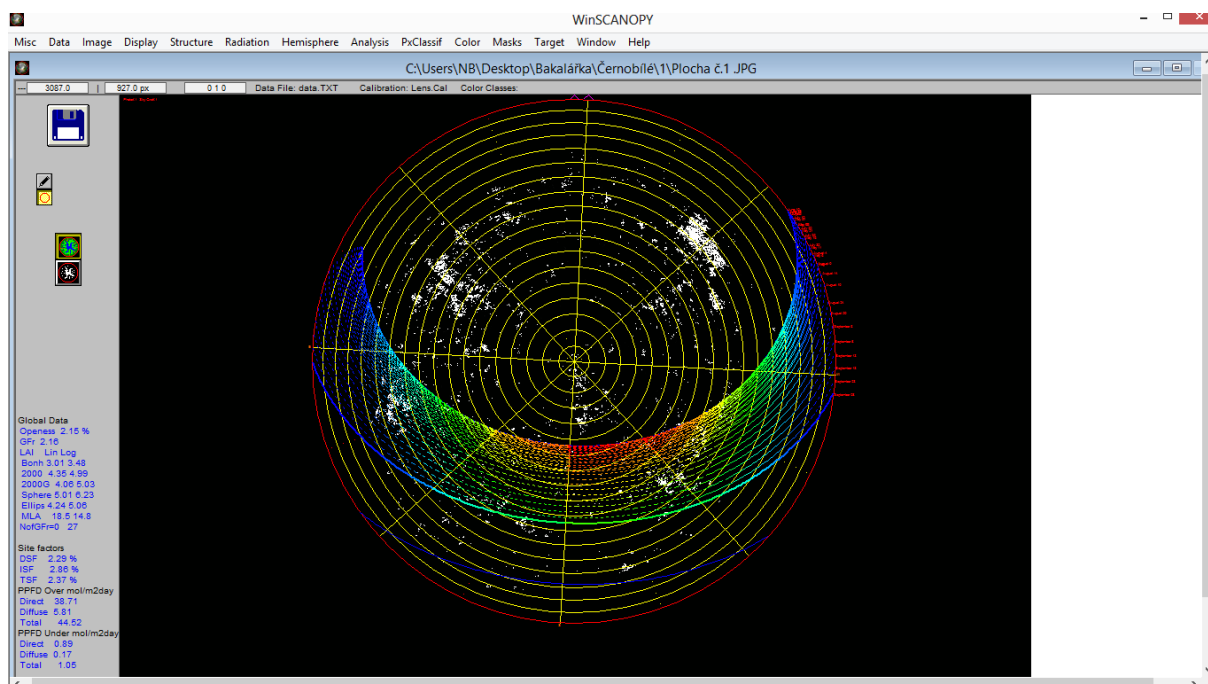 WinSCANOPY
Misc Data Image Display Structure Radiation Hemisphere Analysis PxClassif Color Masks Target Window Help
C:\Users\NB\Desktop\Bakalářka\Černobílé\1\Plocha č.1 .JPG
--- 3087.0 | 927.0 px 0 1 0 Data File: data.TXT Calibration: Lens.Cal Color Classes:
Global Data
Openess 2.15 %
GFr 2.16
LAI Lin Log
Bonh 3.01 3.48
2000 4.35 4.99
2000G 4.06 5.03
Sphere 5.01 6.23
Ellips 4.24 5.06
MLA 18.5 14.8
NofGFr=0 27
Site factors
DSF 2.29 %
ISF 2.86 %
TSF 2.37 %
PPFD Over mol/m2day
Direct 38.71
Diffuse 5.81
Total 44.52
PPFD Under mol/m2day
Direct 0.89
Diffuse 0.17
Total 1.05